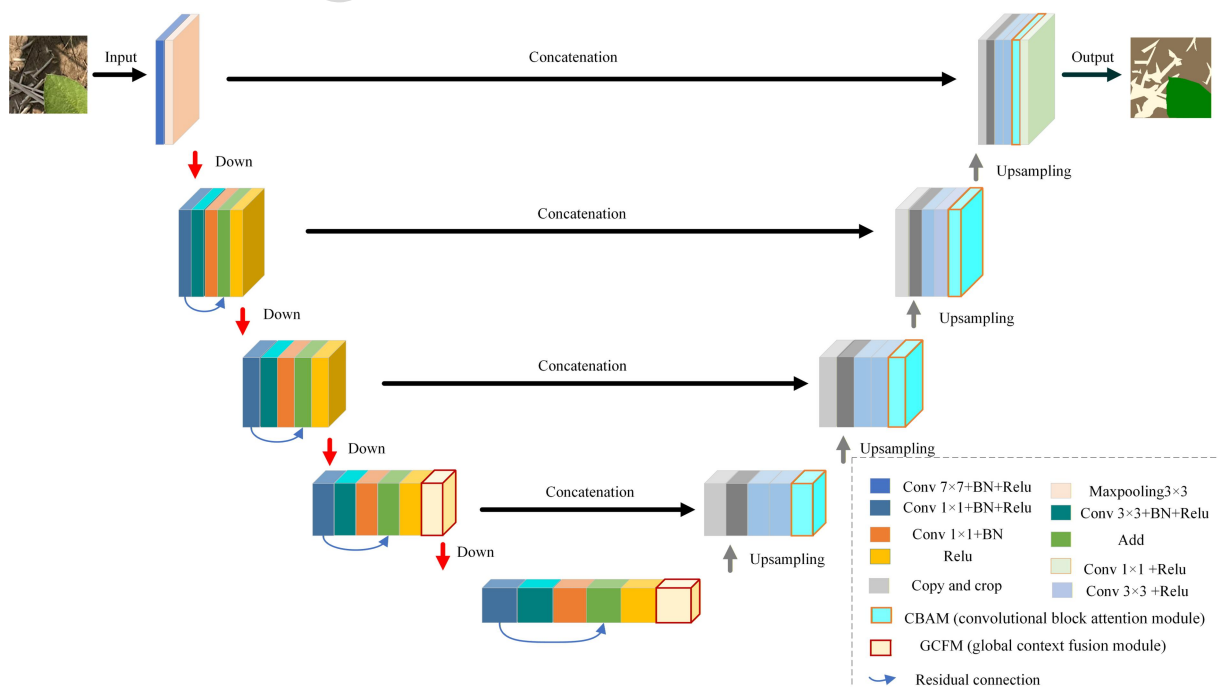 Input
Concatenation
Output
Down
Upsampling
Concatenation
Down
Upsampling
Concatenation
Down
Upsampling
Concatenation
Down
Upsampling
Conv 7×7+BN+Relu
Conv 1×1+BN+Relu
Conv 1×1+BN
Relu
Copy and crop
Maxpooling3×3
Conv 3×3+BN+Relu
Add
Conv 1×1 +Relu
Conv 3×3 +Relu
CBAM (convolutional block attention module)
GCFM (global context fusion module)
Residual connection